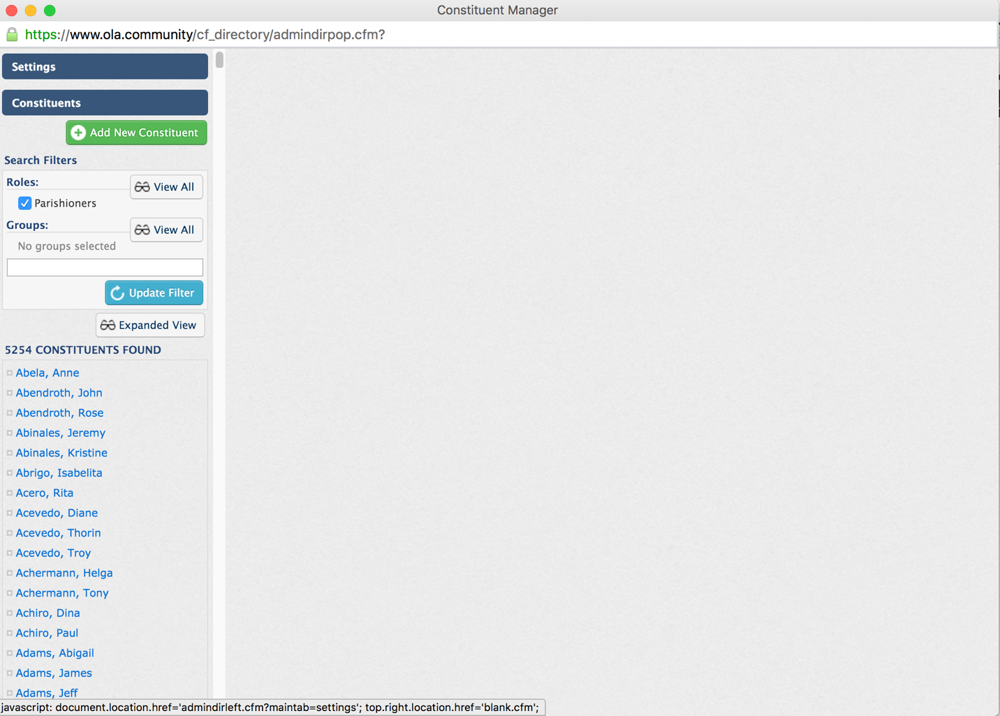 Constituent Manager
https://www.ola.community/cf_directory/admindirpop.cfm?
Settings
Constituents
Add New Constituent
Search Filters
Roles:
View All
Parishioners
Groups:
View All
No groups selected
Update Filter
Expanded View
5254 CONSTITUENTS FOUND
Abela, Anne
Abendroth, John
Abendroth, Rose
Abinales, Jeremy
Abinales, Kristine
Abrigo, Isabelita
Acero, Rita
Acevedo, Diane
Acevedo, Thorin
Acevedo, Troy
Achermann, Helga
Achermann, Tony
Achiro, Dina
Achiro, Paul
Adams, Abigail
Adams, James
Adams, Jeff
javascript: document.location.href='admindirleft.cfm?maintab=settings'; top.right.location.href='blank.cfm';